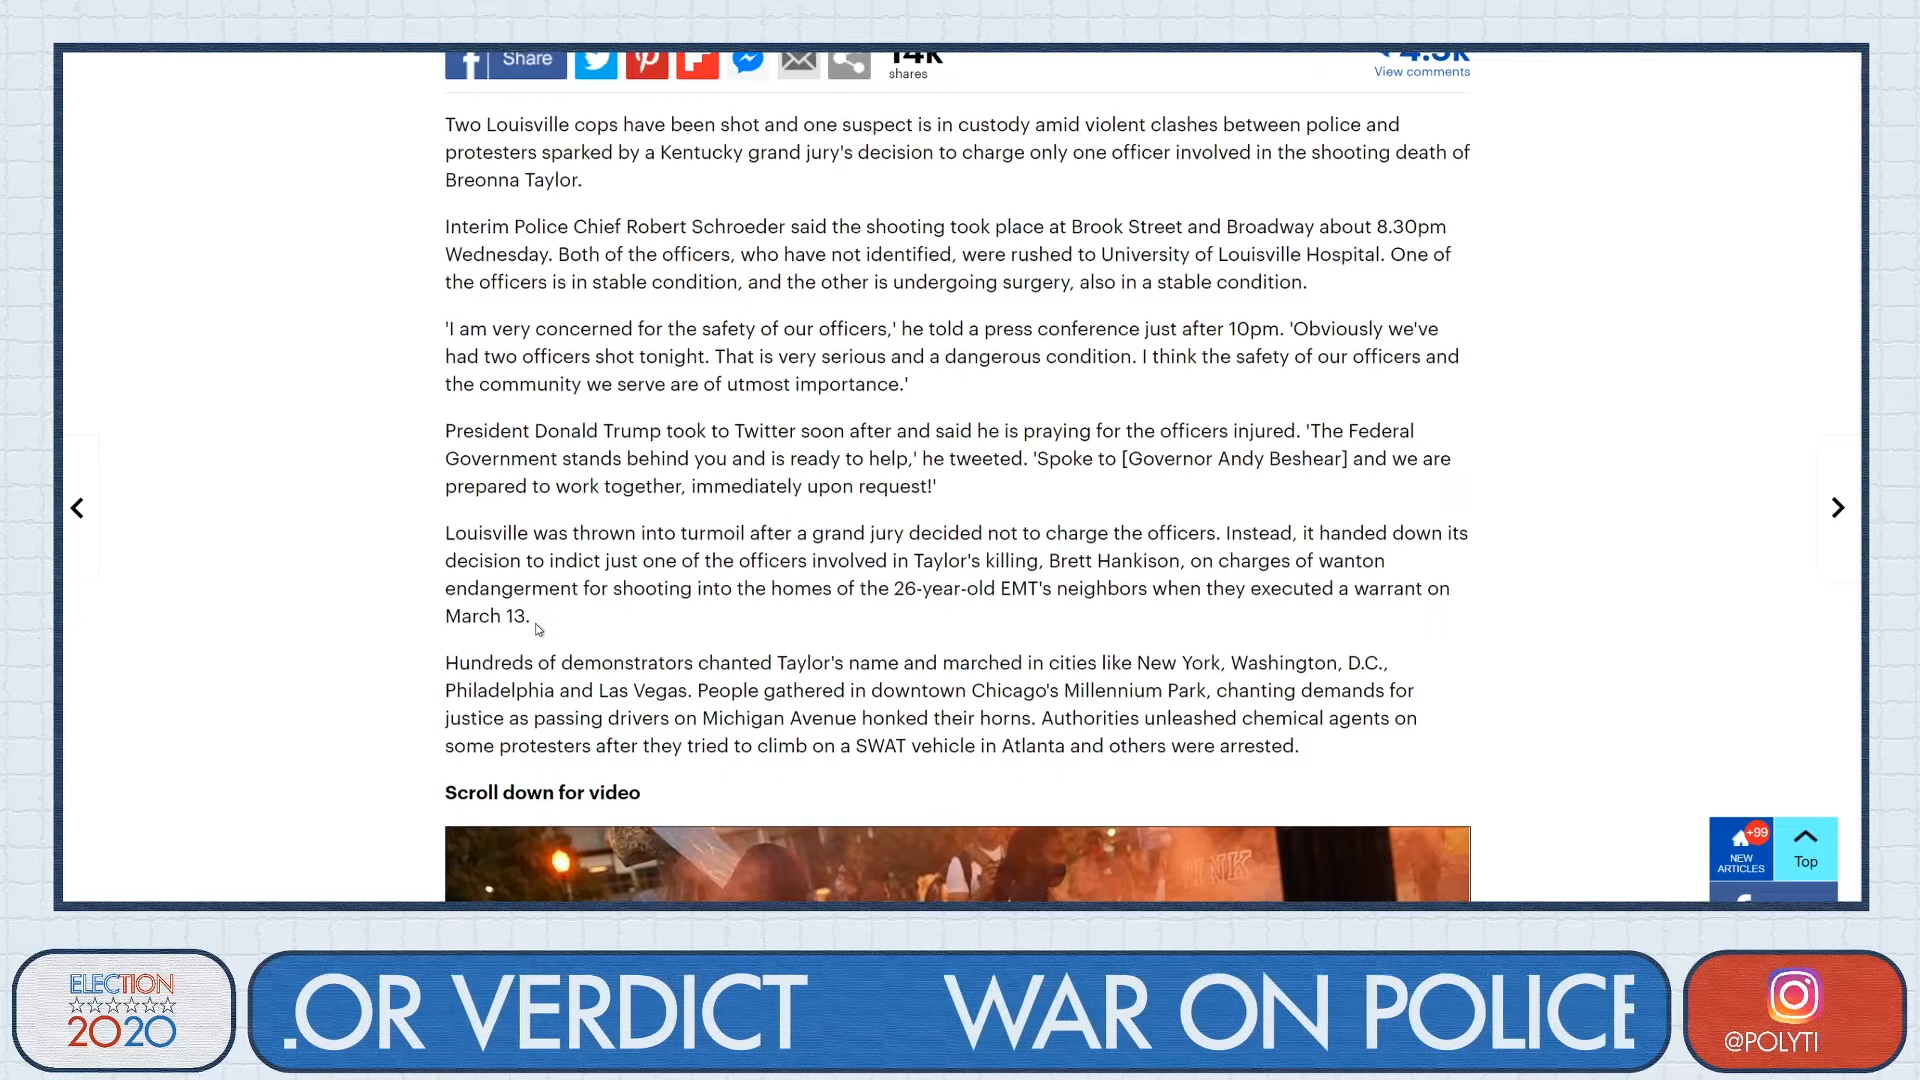 Share
14K
shares
4.3K
View comments
Two Louisville cops have been shot and one suspect is in custody amid violent clashes between police and
protesters sparked by a Kentucky grand jury's decision to charge only one officer involved in the shooting death of
Breonna Taylor.
Interim Police Chief Robert Schroeder said the shooting took place at Brook Street and Broadway about 8.30pm
Wednesday. Both of the officers, who have not identified, were rushed to University of Louisville Hospital. One of
the officers is in stable condition, and the other is undergoing surgery, also in a stable condition.
'I am very concerned for the safety of our officers,' he told a press conference just after 10pm. 'Obviously we've
had two officers shot tonight. That is very serious and a dangerous condition. I think the safety of our officers and
the community we serve are of utmost importance.'
President Donald Trump took to Twitter soon after and said he is praying for the officers injured. 'The Federal
Government stands behind you and is ready to help,' he tweeted. 'Spoke to [Governor Andy Beshear] and we are
prepared to work together, immediately upon request!'
Louisville was thrown into turmoil after a grand jury decided not to charge the officers. Instead, it handed down its
decision to indict just one of the officers involved in Taylor's killing, Brett Hankison, on charges of wanton
endangerment for shooting into the homes of the 26-year-old EMT's neighbors when they executed a warrant on
March 13.
Hundreds of demonstrators chanted Taylor's name and marched in cities like New York, Washington, D.C.,
Philadelphia and Las Vegas. People gathered in downtown Chicago's Millennium Park, chanting demands for
justice as passing drivers on Michigan Avenue honked their horns. Authorities unleashed chemical agents on
some protesters after they tried to climb on a SWAT vehicle in Atlanta and others were arrested.
Scroll down for video
PINK
+99
NEW
ARTICLES
Top
ELECTION
2020
.OR VERDICT WAR ON POLICE
@POLYTI